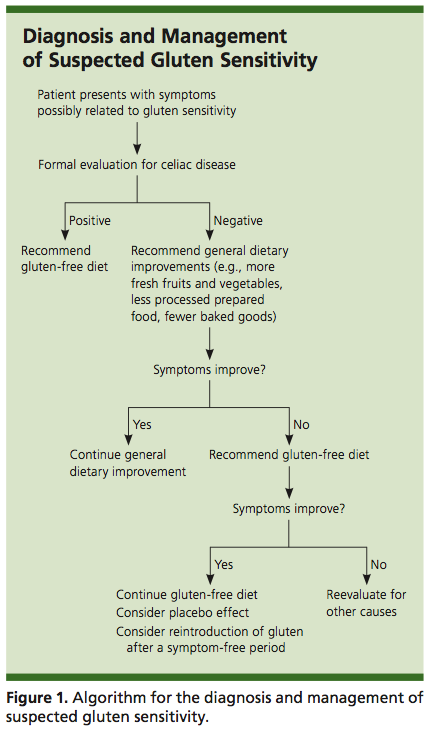 Diagnosis and Management
of Suspected Gluten Sensitivity
Patient presents with symptoms
possibly related to gluten sensitivity
Formal evaluation for celiac disease
Positive
Negative
Recommend
gluten-free diet
Recommend general dietary
improvements (e.g., more
fresh fruits and vegetables,
less processed prepared
food, fewer baked goods)
Symptoms improve?
Yes
No
Continue general
dietary improvement
Recommend gluten-free diet
Symptoms improve?
Yes
No
Continue gluten-free diet
Consider placebo effect
Consider reintroduction of gluten
after a symptom-free period
Reevaluate for
other causes
Figure 1. Algorithm for the diagnosis and management of
suspected gluten sensitivity.